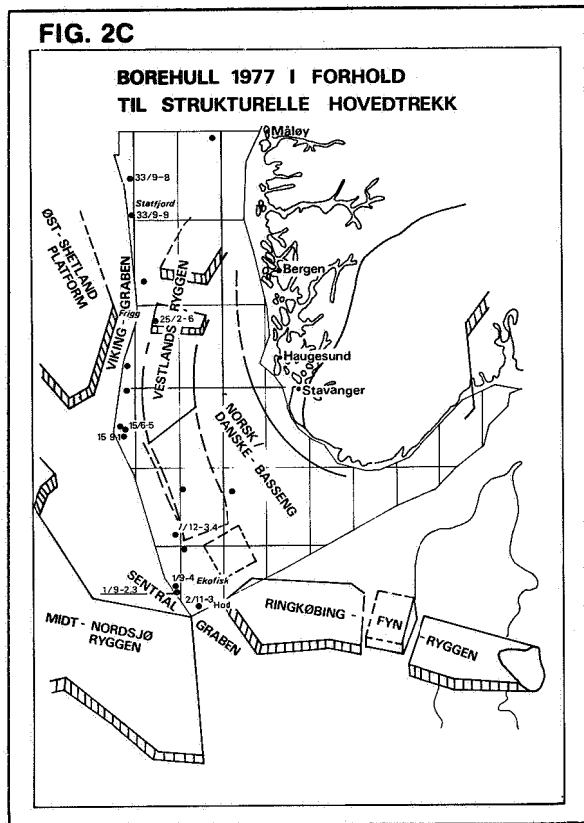 FIG. 2C
BOREHULL 1977 I FORHOLD
TIL STRUKTURELLE HOVEDTREKK
Måløy
33/9-8
Statfjord
33/9-9
ØST - SHETLAND
PLATFORM
Bergen
VIKING - GRABEN
Frigg
VESTLANDS RYGGEN
25/2-6
Haugesund
Stavanger
15/6-5
15 9-1
NORSK/
DANSKE - BASSENG
7/12-3.4
SENTRAL
GRABEN
1/9-4
Ekofisk
1/9-2.3
2/11-3
Hod
MIDT - NORDSJØ
RYGGEN
RINGKØBING -
FYN
- RYGGEN